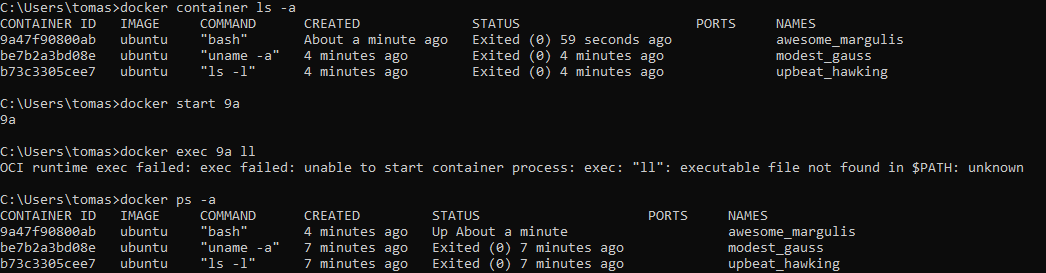 C:\Users\tomas>docker container ls -a
CONTAINER ID   IMAGE     COMMAND      CREATED              STATUS                      PORTS     NAMES
9a47f90800ab   ubuntu    "bash"       About a minute ago   Exited (0) 59 seconds ago             awesome_margulis
be7b2a3bd08e   ubuntu    "uname -a"   4 minutes ago        Exited (0) 4 minutes ago              modest_gauss
b73c3305cee7   ubuntu    "ls -l"      4 minutes ago        Exited (0) 4 minutes ago              upbeat_hawking

C:\Users\tomas>docker start 9a
9a

C:\Users\tomas>docker exec 9a ll
OCI runtime exec failed: exec failed: unable to start container process: exec: "ll": executable file not found in $PATH: unknown

C:\Users\tomas>docker ps -a
CONTAINER ID   IMAGE     COMMAND      CREATED         STATUS                     PORTS     NAMES
9a47f90800ab   ubuntu    "bash"       4 minutes ago   Up About a minute                    awesome_margulis
be7b2a3bd08e   ubuntu    "uname -a"   7 minutes ago   Exited (0) 7 minutes ago             modest_gauss
b73c3305cee7   ubuntu    "ls -l"      7 minutes ago   Exited (0) 7 minutes ago             upbeat_hawking